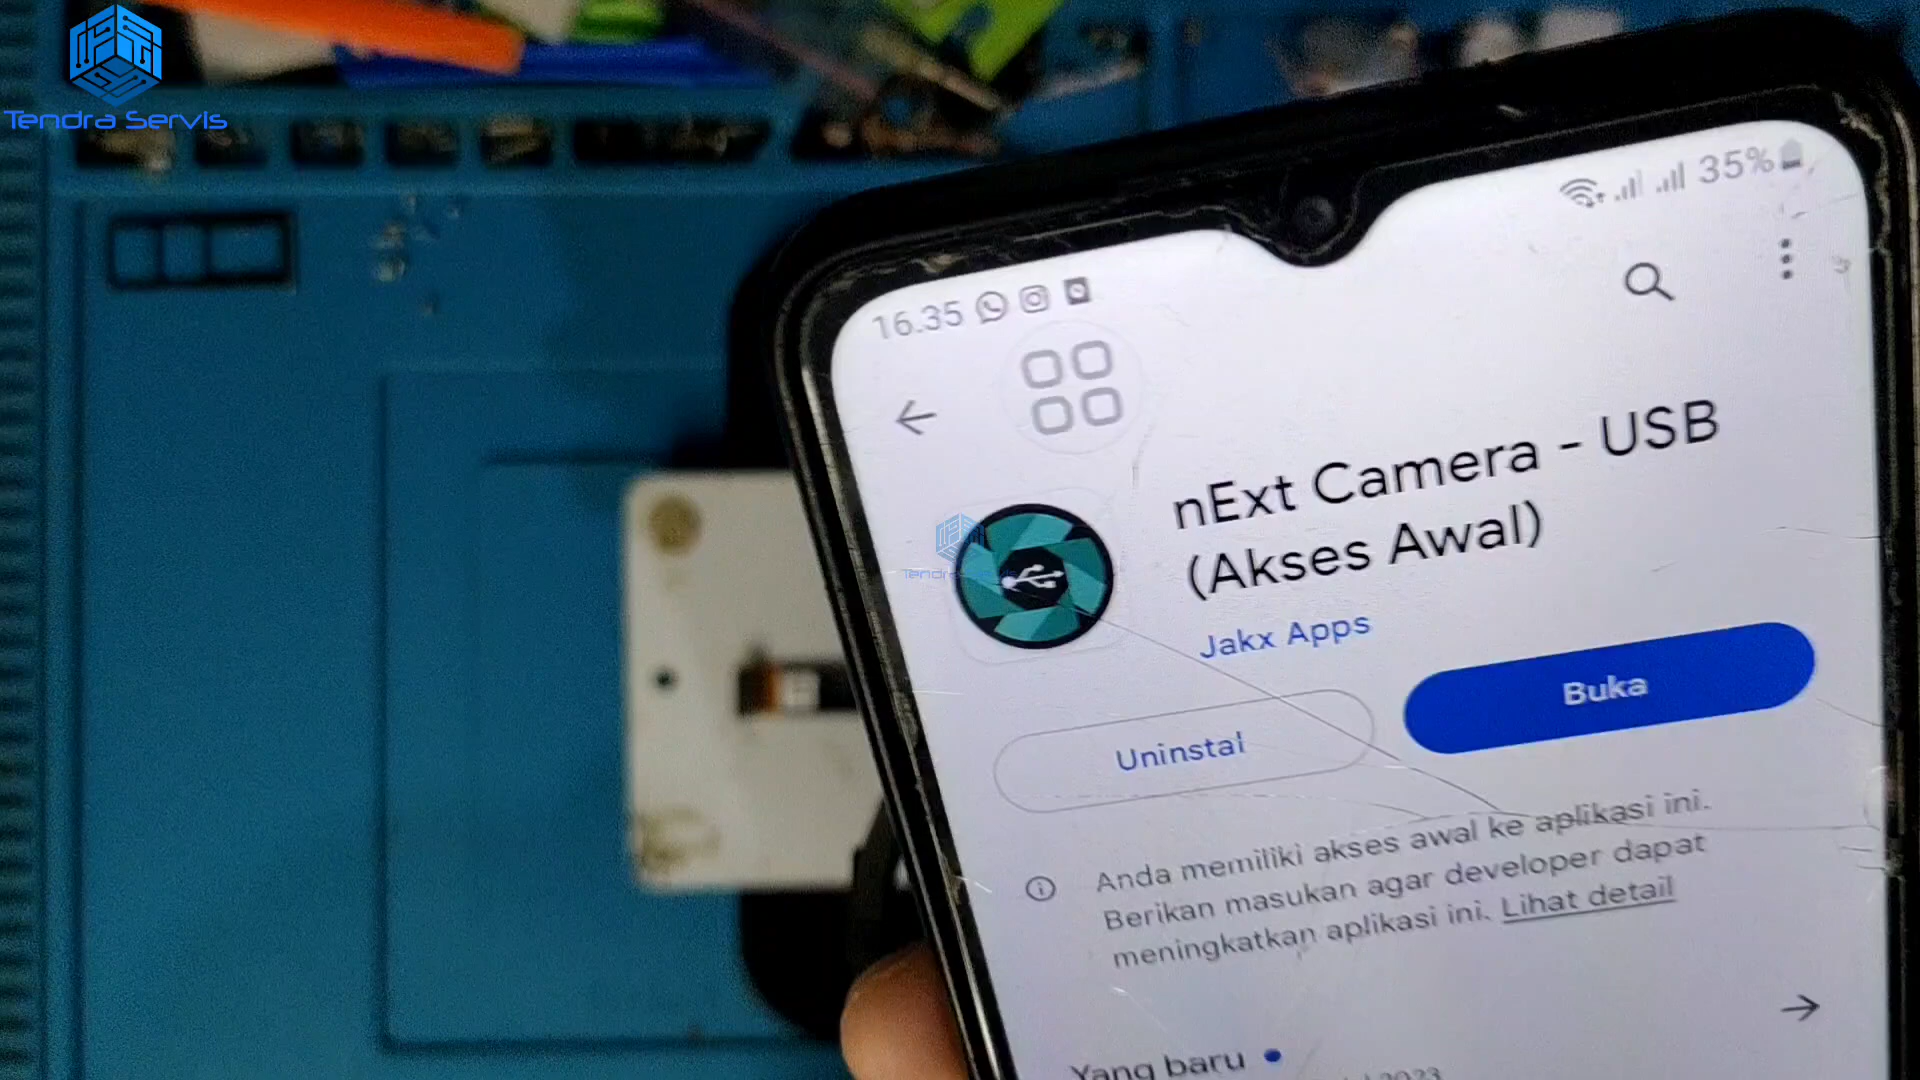 Tendra Servis
16.35
35%
nExt Camera - USB
(Akses Awal)
Jakx Apps
Uninstal
Buka
Anda memiliki akses awal ke aplikasi ini.
Berikan masukan agar developer dapat
meningkatkan aplikasi ini. Lihat detail
Yang baru
2023